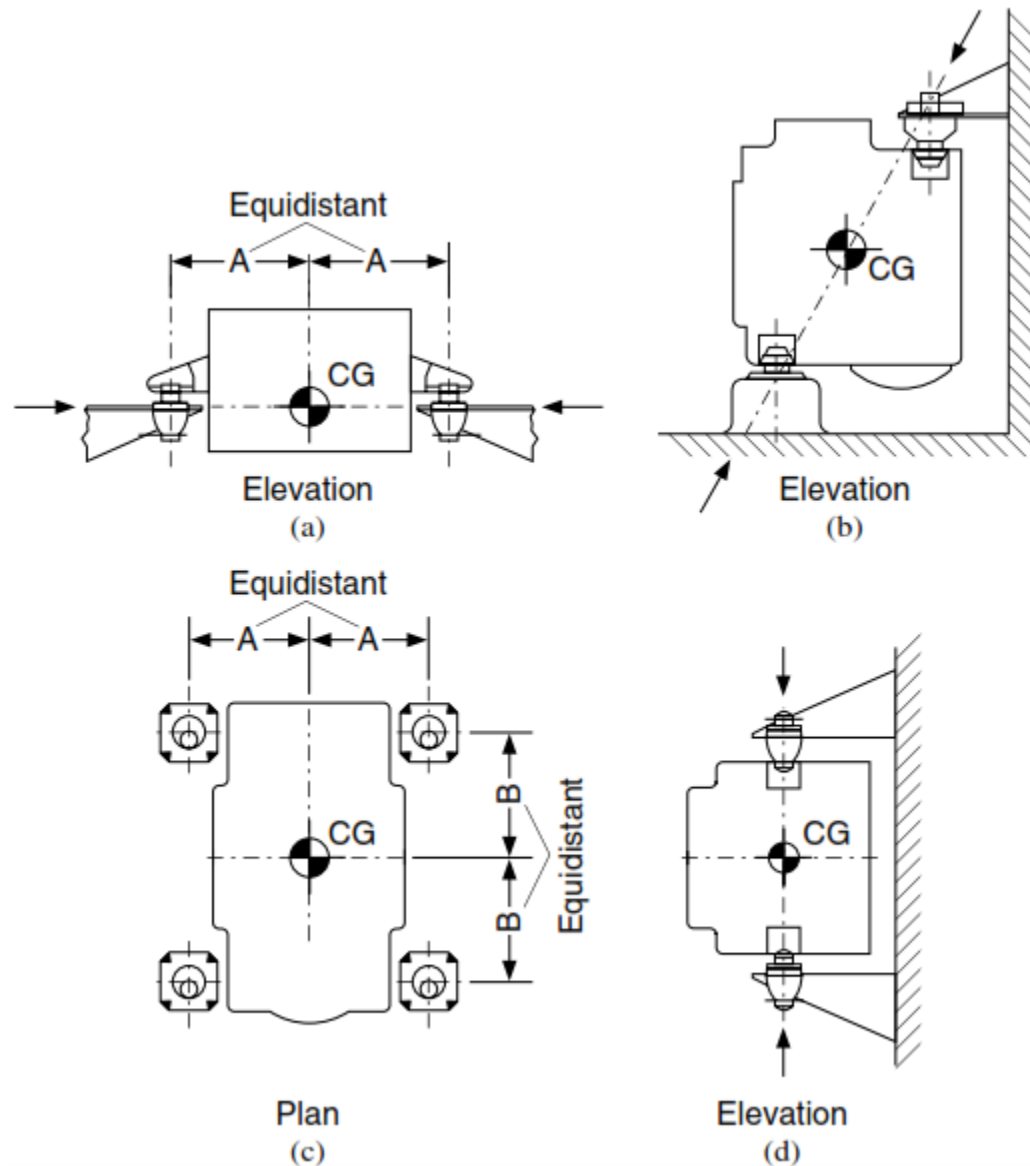 Equidistant
A A
CG
Elevation
(a)
CG
Elevation
(b)
Equidistant
A A
B
CG
Equidistant
B
Plan
(c)
CG
Elevation
(d)